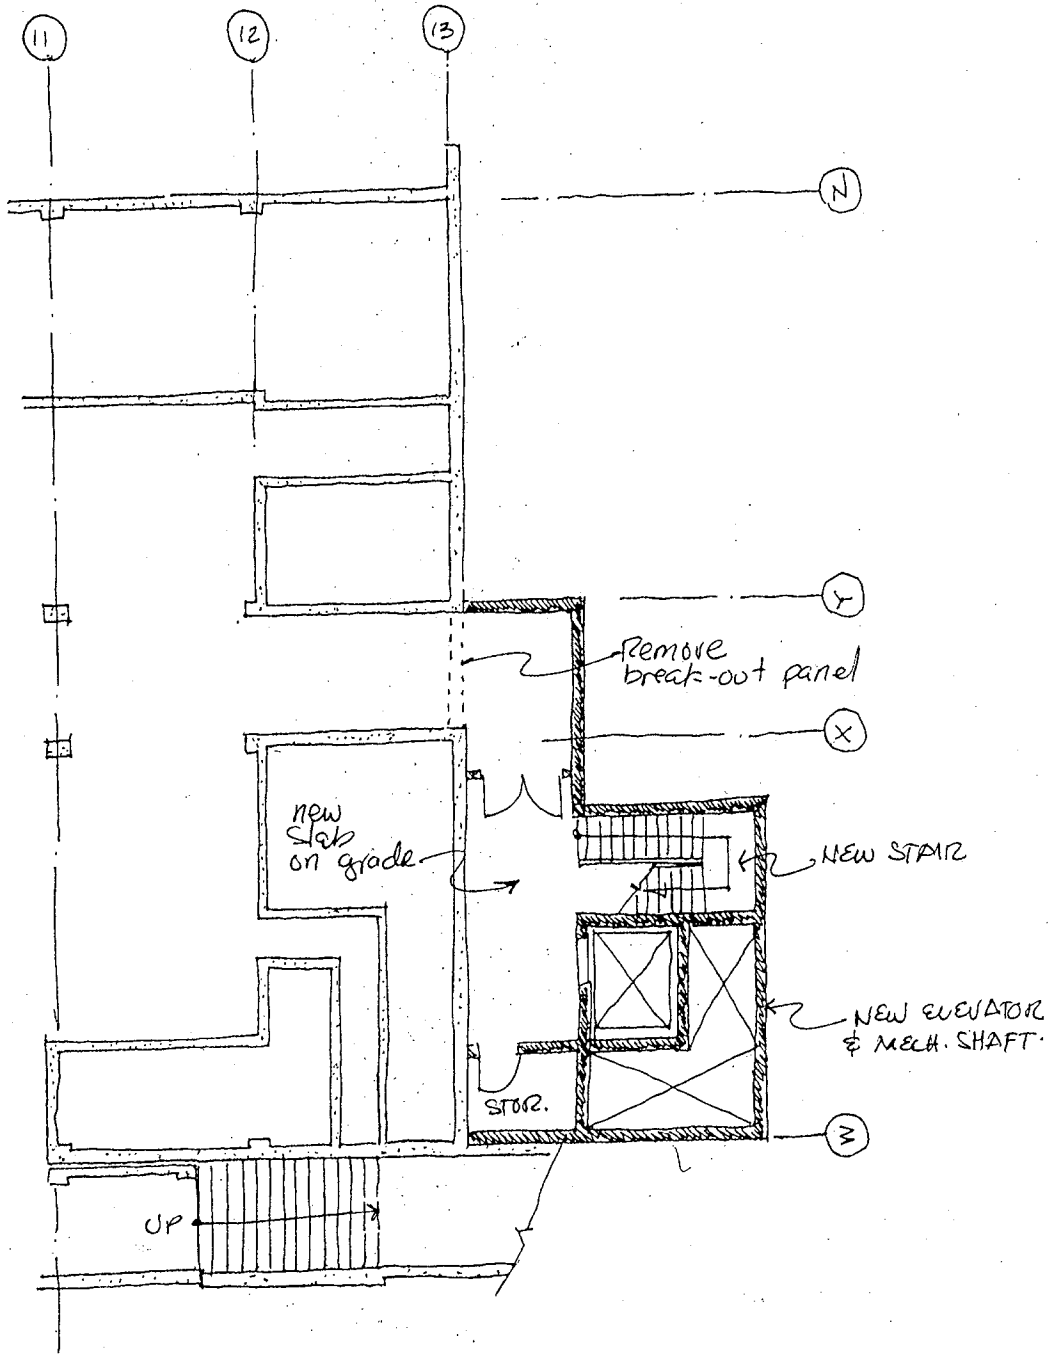 11
12
13
N
Y
Remove
break-out panel
X
new
slab
on grade
NEW STAIR
NEW ELEVATOR
& MECH. SHAFT.
STOR.
W
UP